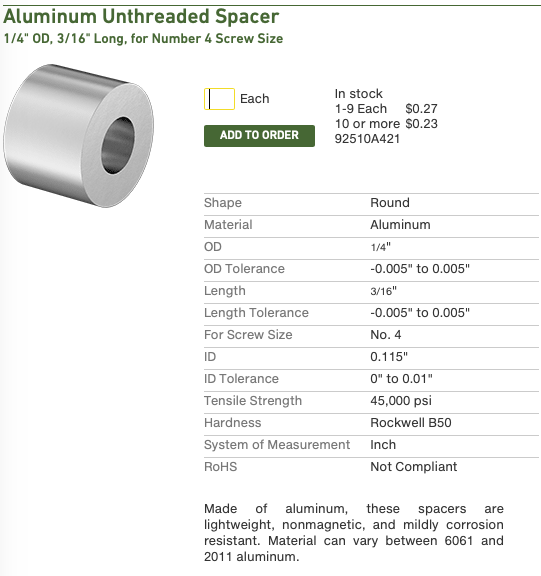 Aluminum Unthreaded Spacer
1/4" OD, 3/16" Long, for Number 4 Screw Size
Each
ADD TO ORDER
In stock
1-9 Each $0.27
10 or more $0.23
92510A421
Shape Round
Material Aluminum
OD 1/4"
OD Tolerance -0.005" to 0.005"
Length 3/16"
Length Tolerance -0.005" to 0.005"
For Screw Size No. 4
ID 0.115"
ID Tolerance 0" to 0.01"
Tensile Strength 45,000 psi
Hardness Rockwell B50
System of Measurement Inch
RoHS Not Compliant
Made of aluminum, these spacers are
lightweight, nonmagnetic, and mildly corrosion
resistant. Material can vary between 6061 and
2011 aluminum.